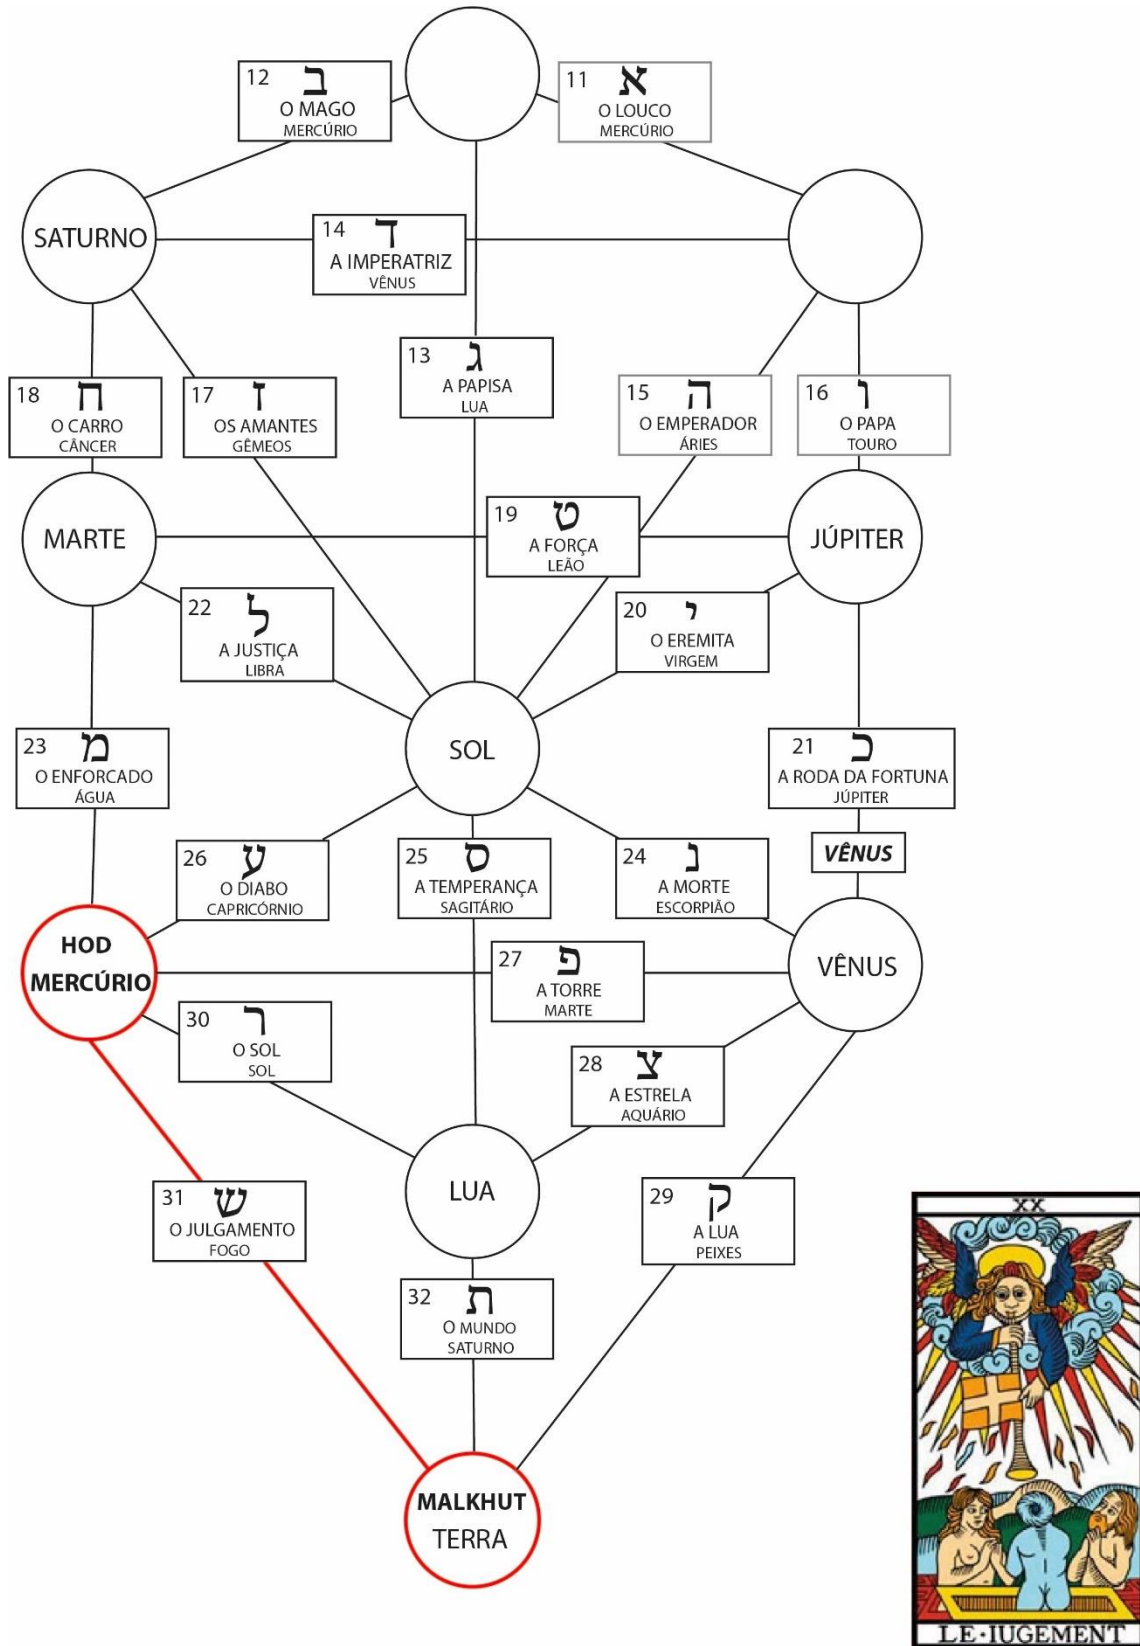 12 ב
O MAGO
MERCÚRIO
11 א
O LOUCO
MERCÚRIO
SATURNO
14 ד
A IMPERATRIZ
VÊNUS
13 ג
A PAPISA
LUA
18 ח
O CARRO
CÂNCER
17 ז
OS AMANTES
GÊMEOS
15 ה
O EMPERADOR
ÁRIES
16 ו
O PAPA
TOURO
MARTE
19 ט
A FORÇA
LEÃO
JÚPITER
22 ל
A JUSTIÇA
LIBRA
20 י
O EREMITA
VIRGEM
23 מ
O ENFORCADO
ÁGUA
SOL
21 כ
A RODA DA FORTUNA
JÚPITER
VÊNUS
26 ע
O DIABO
CAPRICÓRNIO
25 ס
A TEMPERANÇA
SAGITÁRIO
24 נ
A MORTE
ESCORPIÃO
HOD
MERCÚRIO
27 פ
A TORRE
MARTE
VÊNUS
30 ר
O SOL
SOL
28 צ
A ESTRELA
AQUÁRIO
LUA
31 ש
O JULGAMENTO
FOGO
29 ק
A LUA
PEIXES
32 ת
O MUNDO
SATURNO
MALKHUT
TERRA
XX
LE·IUGEMENT